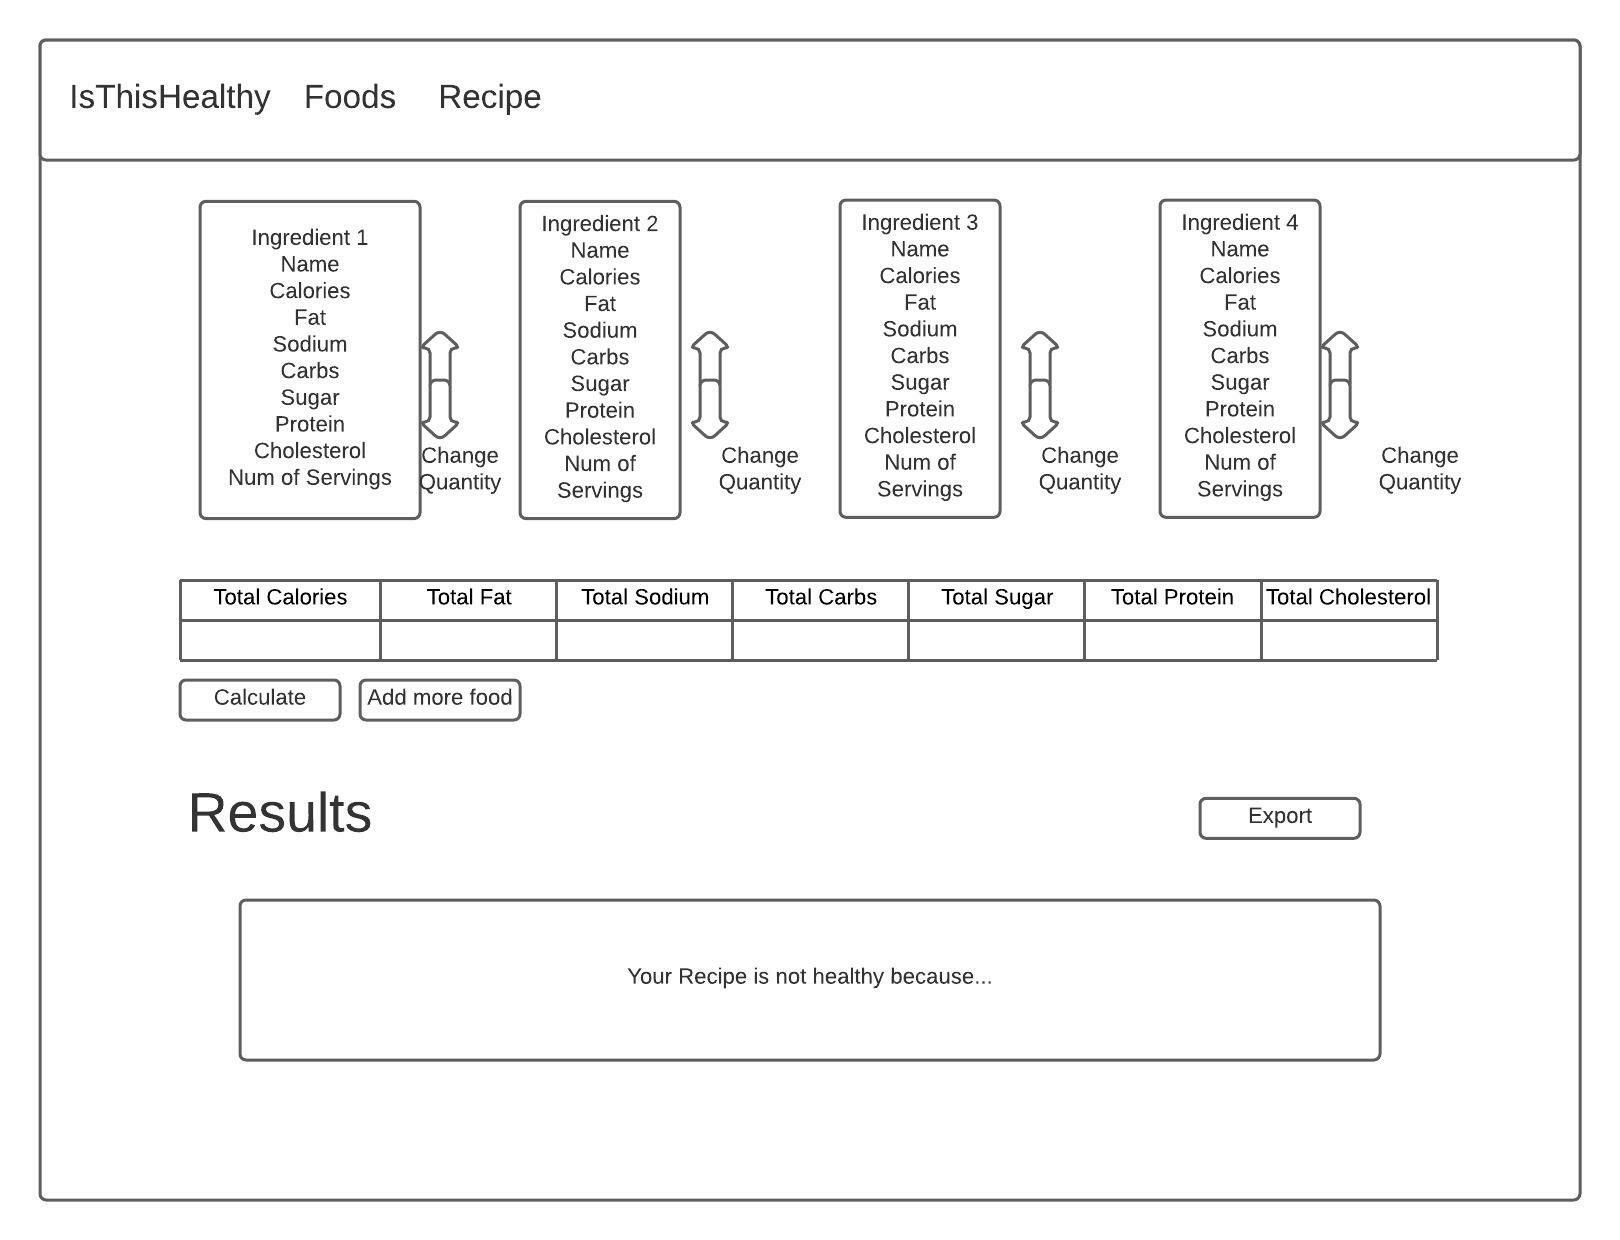 IsThisHealthy Foods Recipe
Ingredient 1
Name
Calories
Fat
Sodium
Carbs
Sugar
Protein
Cholesterol
Num of Servings
Change
Quantity
Ingredient 2
Name
Calories
Fat
Sodium
Carbs
Sugar
Protein
Cholesterol
Num of
Servings
Change
Quantity
Ingredient 3
Name
Calories
Fat
Sodium
Carbs
Sugar
Protein
Cholesterol
Num of
Servings
Change
Quantity
Ingredient 4
Name
Calories
Fat
Sodium
Carbs
Sugar
Protein
Cholesterol
Num of
Servings
Change
Quantity
Total Calories Total Fat Total Sodium Total Carbs Total Sugar Total Protein Total Cholesterol
Calculate Add more food
Results Export
Your Recipe is not healthy because...